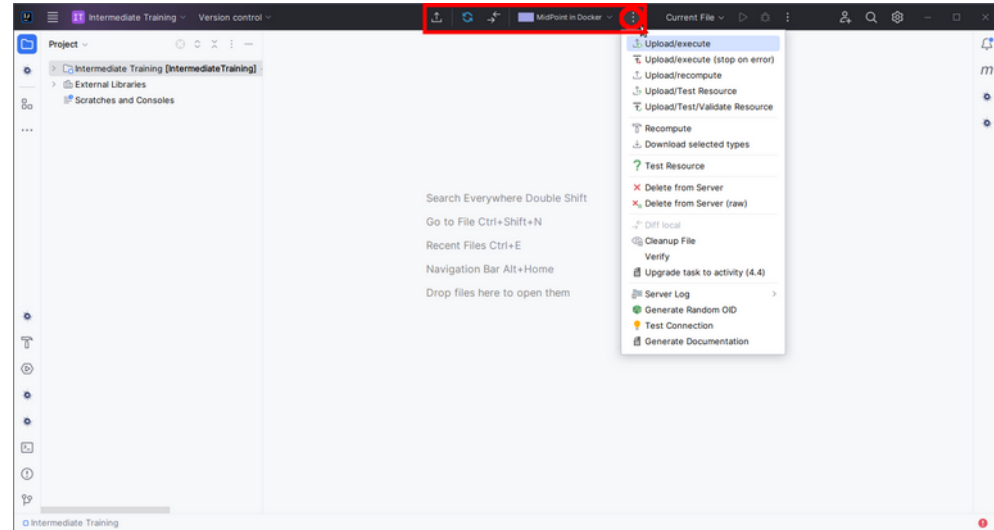 IT Intermediate Training Version control
MidPoint in Docker
Current File
Project
Intermediate Training [IntermediateTraining]
External Libraries
Scratches and Consoles
Search Everywhere Double Shift
Go to File Ctrl+Shift+N
Recent Files Ctrl+E
Navigation Bar Alt+Home
Drop files here to open them
Upload/execute
Upload/execute (stop on error)
Upload/recompute
Upload/Test Resource
Upload/Test/Validate Resource
Recompute
Download selected types
Test Resource
Delete from Server
Delete from Server (raw)
Diff local
Cleanup File
Verify
Upgrade task to activity (4.4)
Server Log
Generate Random OID
Test Connection
Generate Documentation
m
Intermediate Training